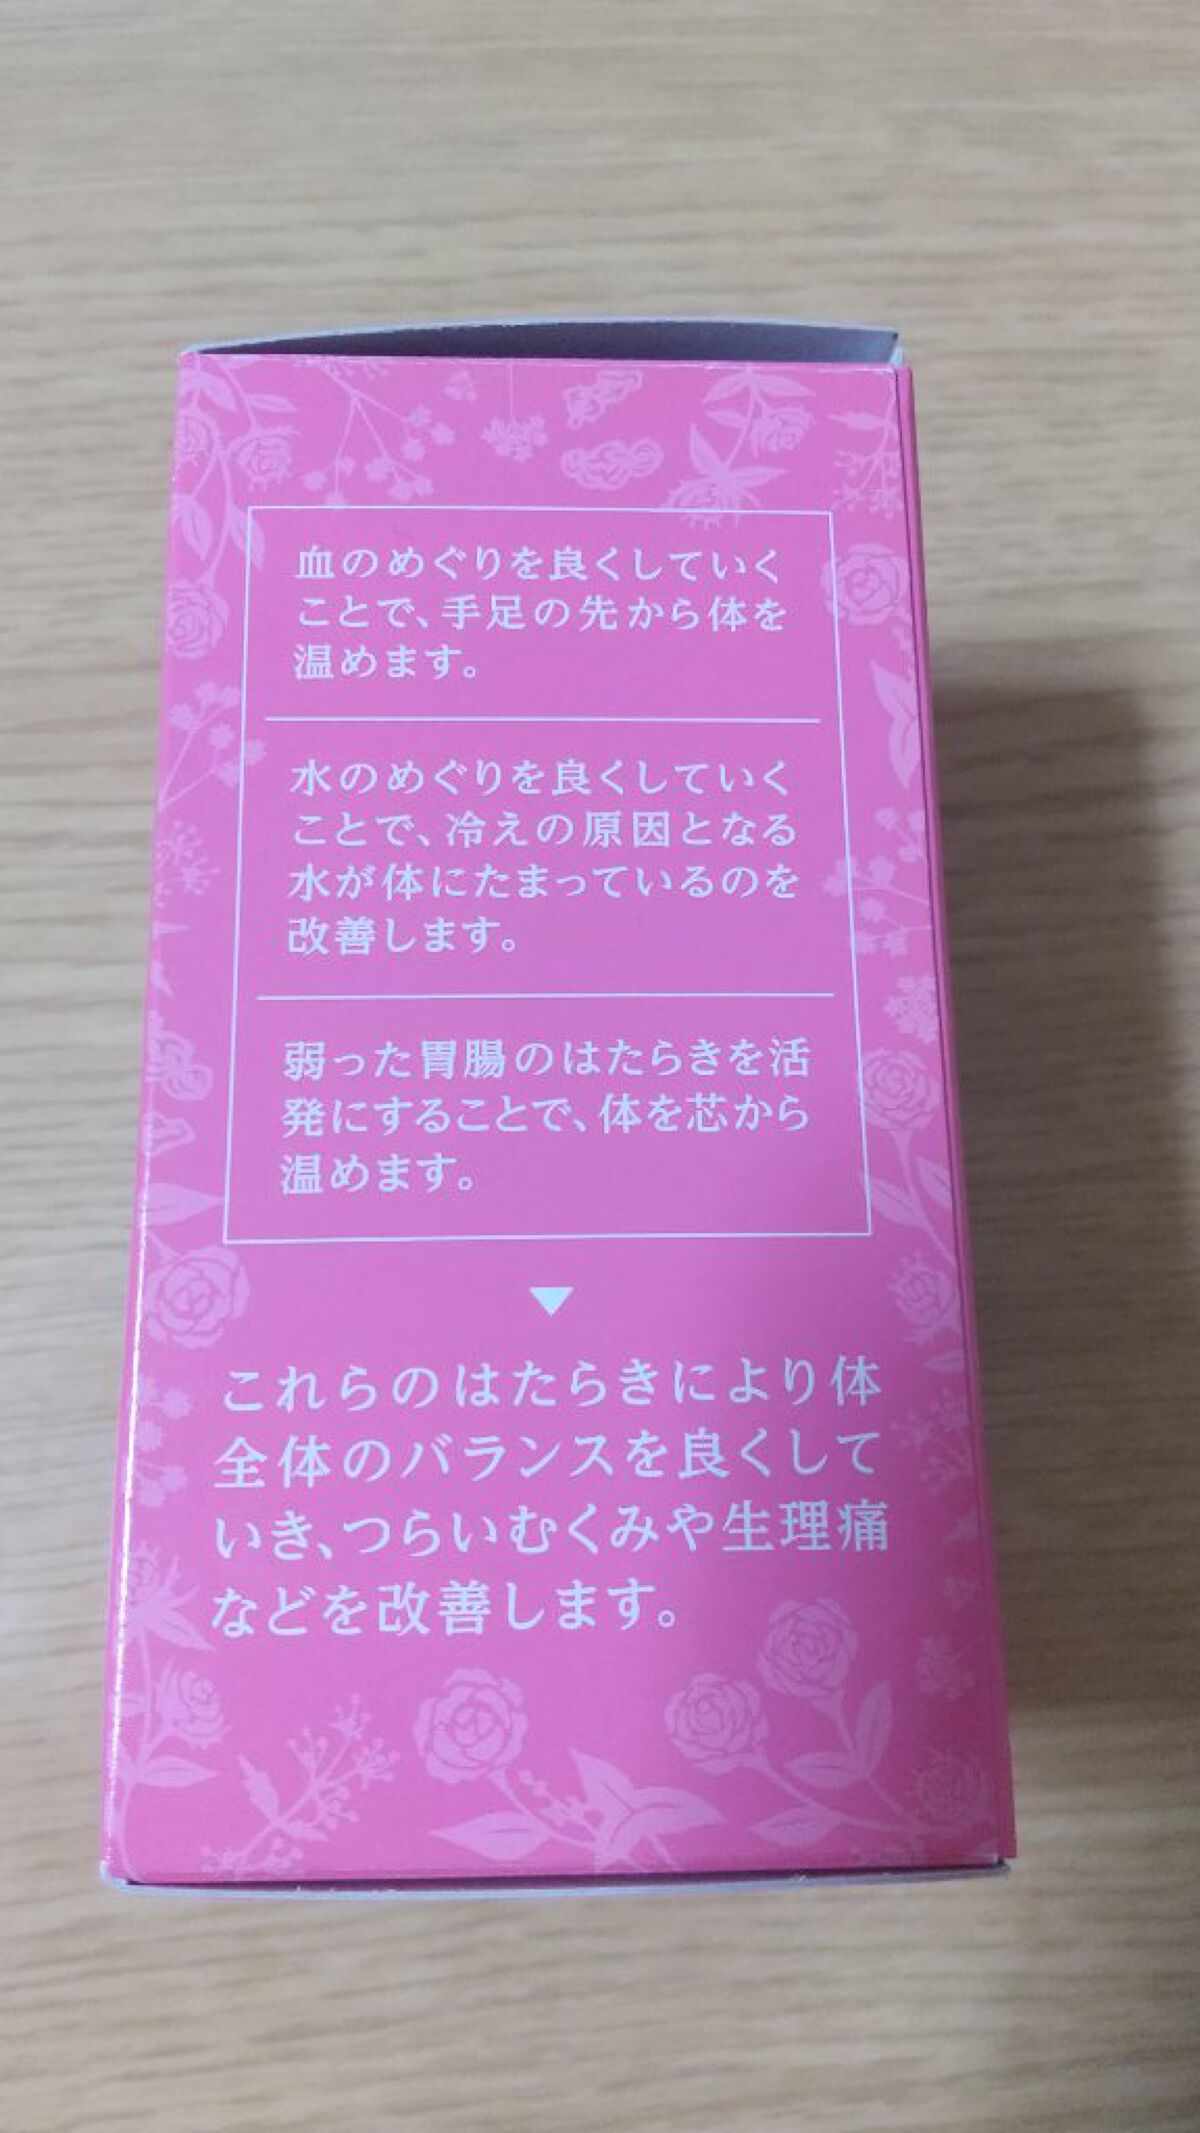 血のめぐりを良くしていく
ことで、手足の先から体を
温めます。
水のめぐりを良くしていく
ことで、冷えの原因となる
水が体にたまっているのを
改善します。
弱った胃腸のはたらきを活
発にすることで、体を芯から
温めます。
これらのはたらきにより体
全体のバランスを良くして
いき、つらいむくみや生理痛
などを改善します。